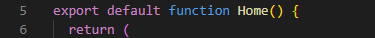 5 export default function Home() {
6 return (